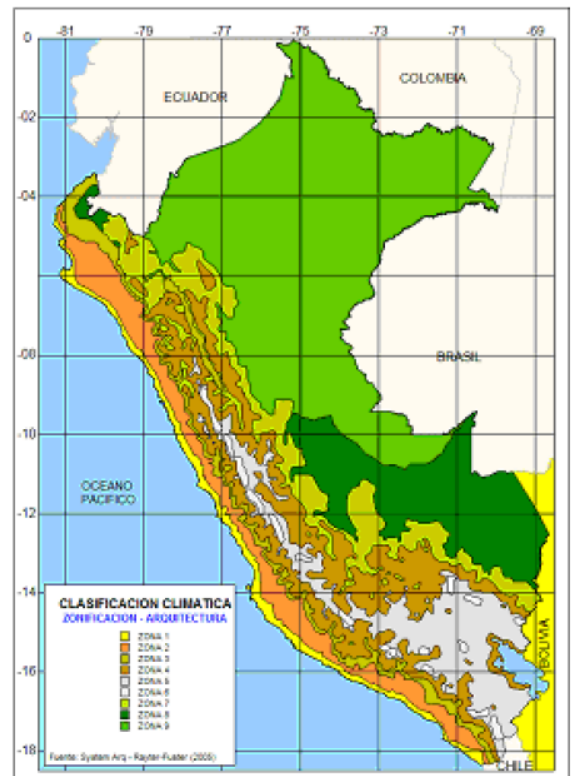 -81 -79 -77 -75 -73 -71 -69
0
ECUADOR
COLOMBIA
-02
-04
-06
-08
BRASIL
-10
OCEANO
PACIFICO
-12
-14
CLASIFICACION CLIMATICA
ZONIFICACION - ARQUITECTURA
ZONA 1
ZONA 2
ZONA 3
ZONA 4
ZONA 5
ZONA 6
ZONA 7
ZONA 8
ZONA 9
BOLIVIA
-16
-18
Fuente: System Arq - Rayter-Fuster (2005)
CHILE